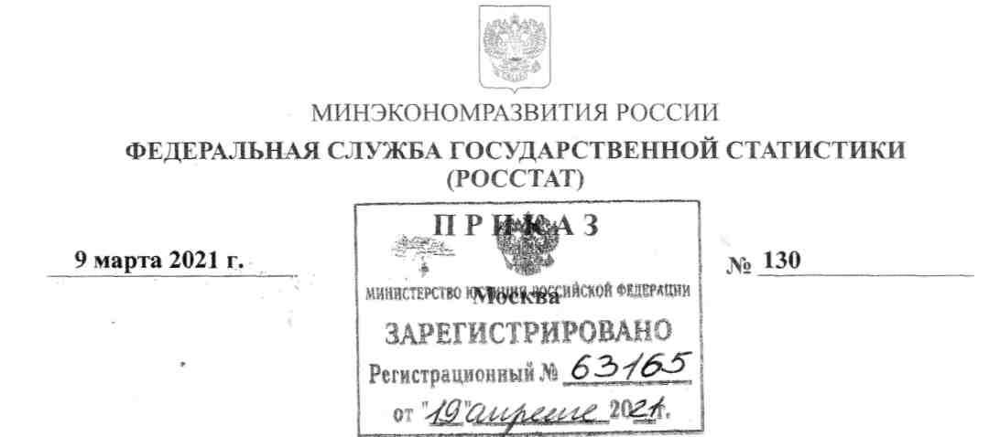 МИНЭКОНОМРАЗВИТИЯ РОССИИ
ФЕДЕРАЛЬНАЯ СЛУЖБА ГОСУДАРСТВЕННОЙ СТАТИСТИКИ
(РОССТАТ)
П Р И К А З
9 марта 2021 г.
№ 130
МИНИСТЕРСТВО ЮСТИЦИИ РОССИЙСКОЙ ФЕДЕРАЦИИ
Москва
ЗАРЕГИСТРИРОВАНО
Регистрационный № 63165
от "19" апреля 2021г.